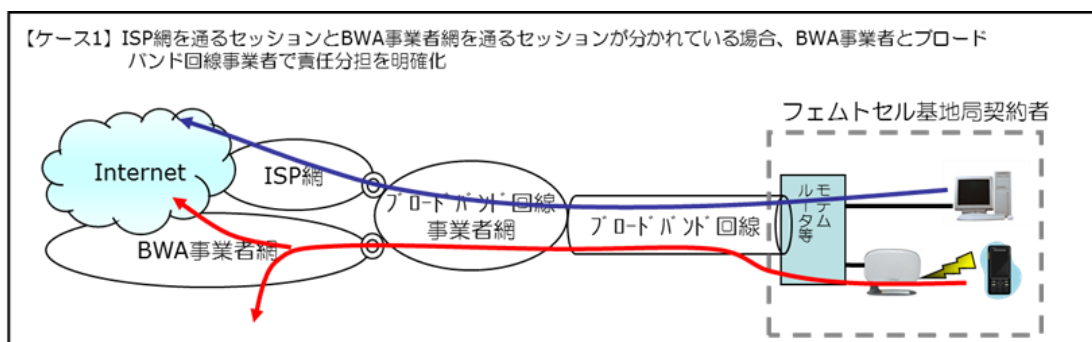 【ケース1】ISP網を通るセッションとBWA事業者網を通るセッションが分かれている場合、BWA事業者とブロード
バンド回線事業者で責任分担を明確化
フェムトセル基地局契約者
Internet
ISP網
ブロードバンド回線
事業者網
ブロードバンド回線
モデム
ルータ等
BWA事業者網